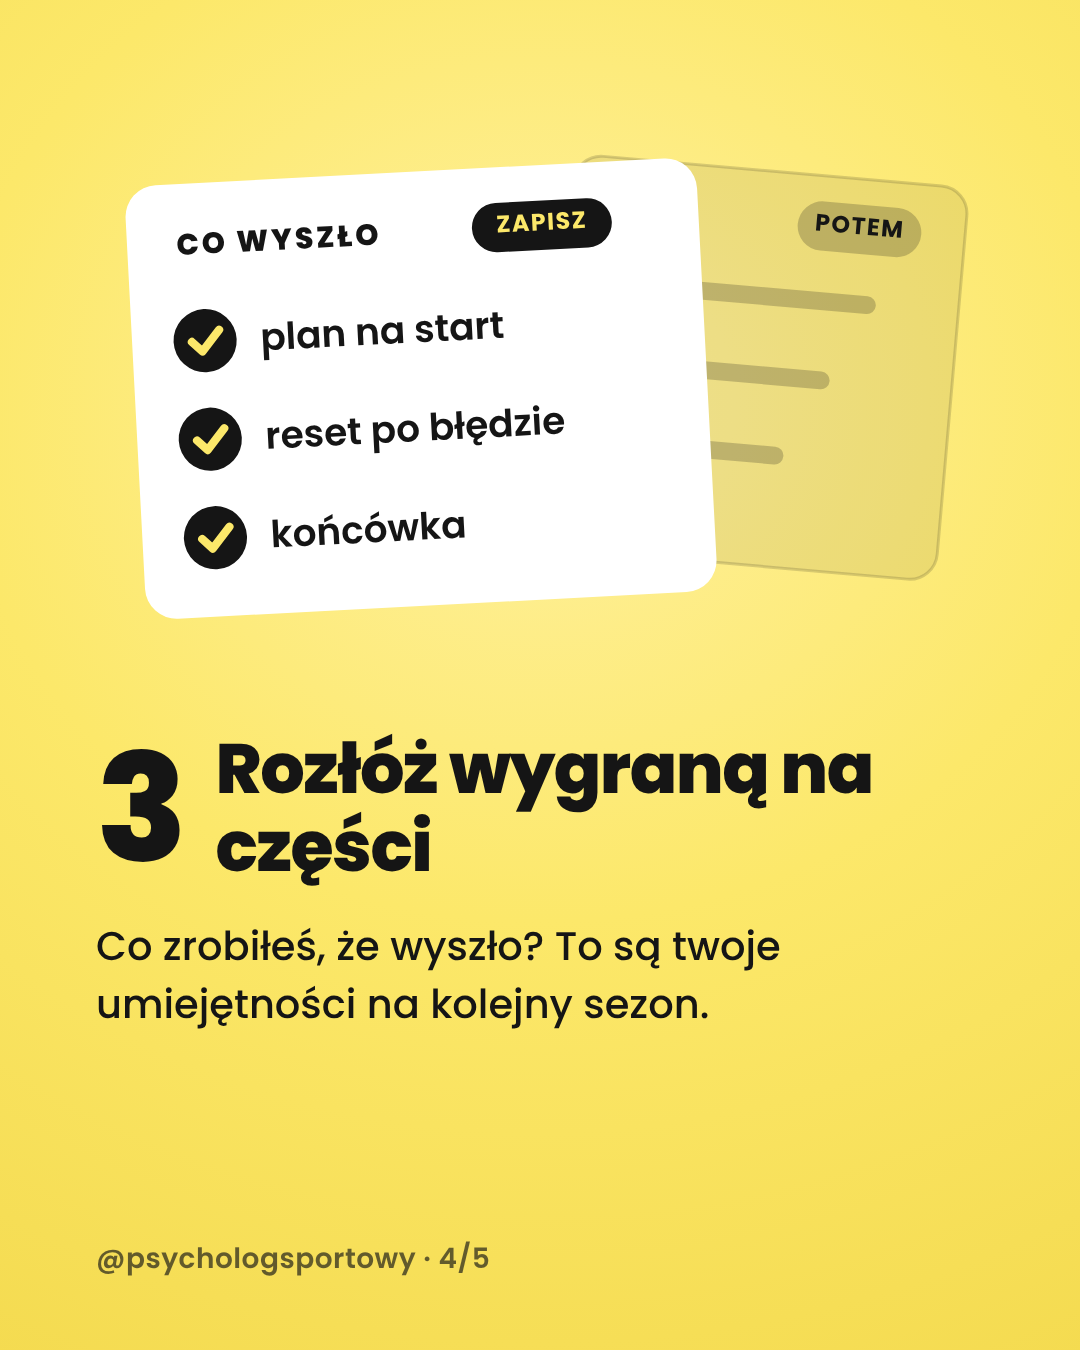 CO WYSZŁO
ZAPISZ
plan na start
reset po błędzie
końcówka
POTEM
3
Rozłóż wygraną na
części
Co zrobiłeś, że wyszło? To są twoje
umiejętności na kolejny sezon.
@psychologsportowy · 4/5